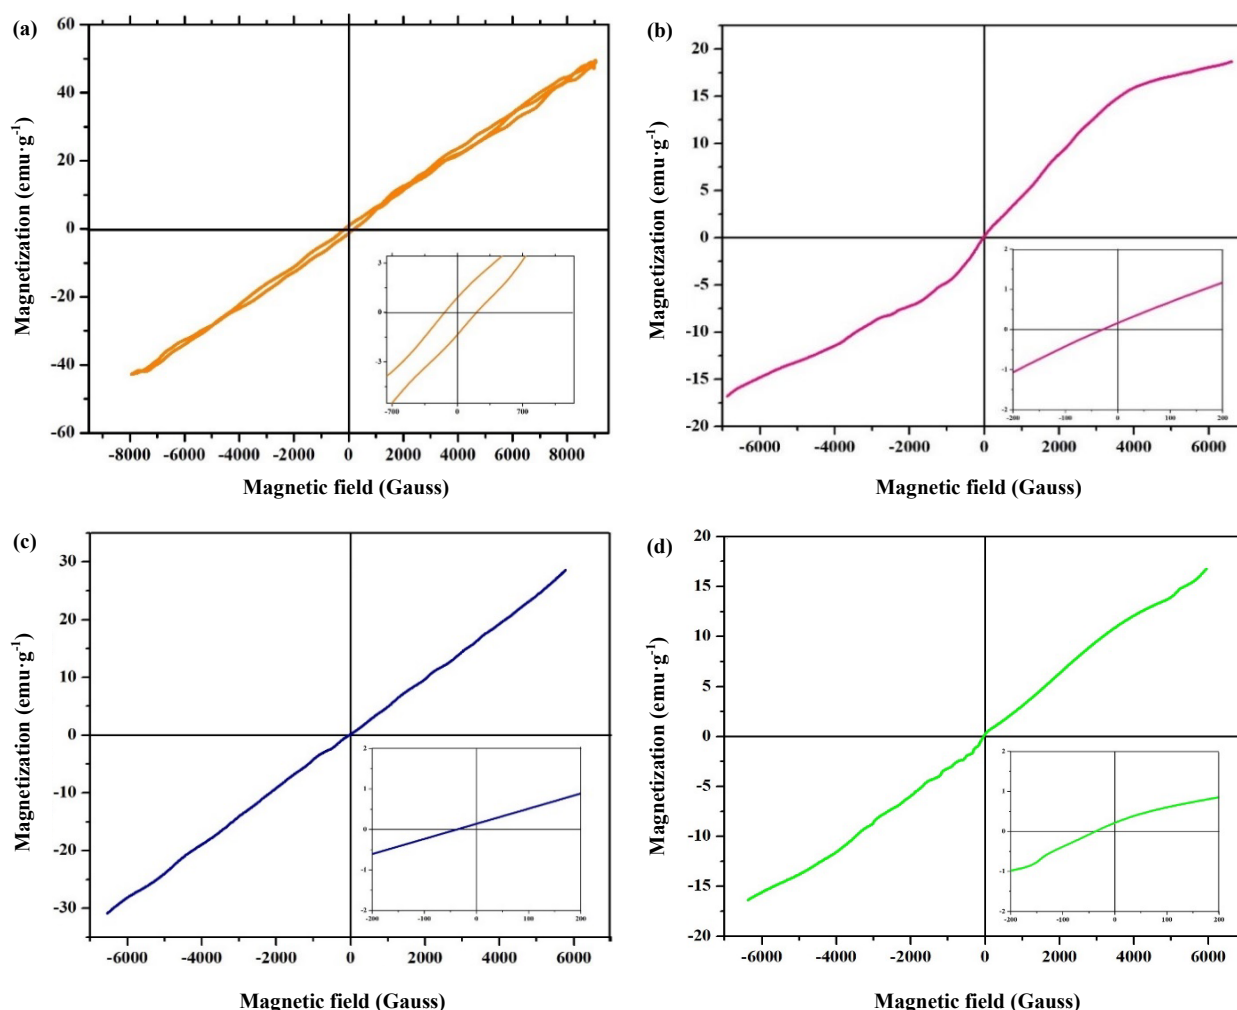 (a)
Magnetization (emu·g-1)
60
40
20
0
-20
-40
-60
-8000 -6000 -4000 -2000 0 2000 4000 6000 8000
Magnetic field (Gauss)
3
0
-3
-700 0 700
(b)
Magnetization (emu·g-1)
20
15
10
5
0
-5
-10
-15
-20
-6000 -4000 -2000 0 2000 4000 6000
Magnetic field (Gauss)
2
1
0
-1
-2
-200 -100 0 100 200
(c)
Magnetization (emu·g-1)
30
20
10
0
-10
-20
-30
-6000 -4000 -2000 0 2000 4000 6000
Magnetic field (Gauss)
2
1
0
-1
-2
-200 -100 0 100 200
(d)
Magnetization (emu·g-1)
20
15
10
5
0
-5
-10
-15
-20
-6000 -4000 -2000 0 2000 4000 6000
Magnetic field (Gauss)
2
1
0
-1
-2
-200 -100 0 100 200